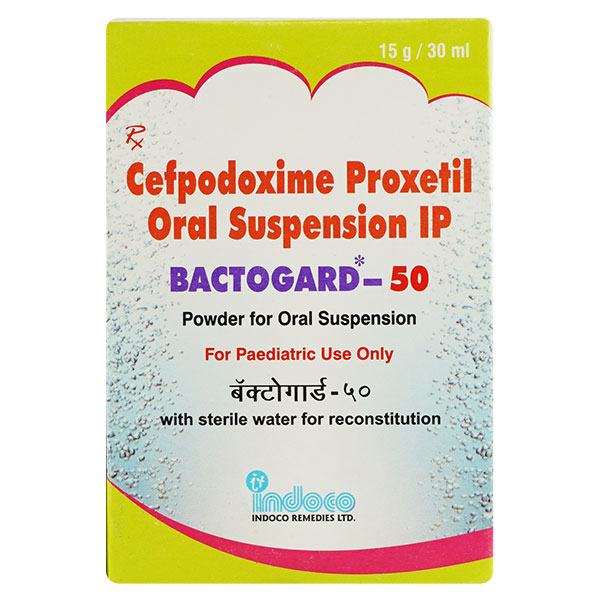 15 g / 30 ml
Rx
Cefpodoxime Proxetil
Oral Suspension IP
BACTOGARD*- 50
Powder for Oral Suspension
For Paediatric Use Only
बॅक्टोगार्ड-५०
with sterile water for reconstitution
indoco
INDOCO REMEDIES LTD.